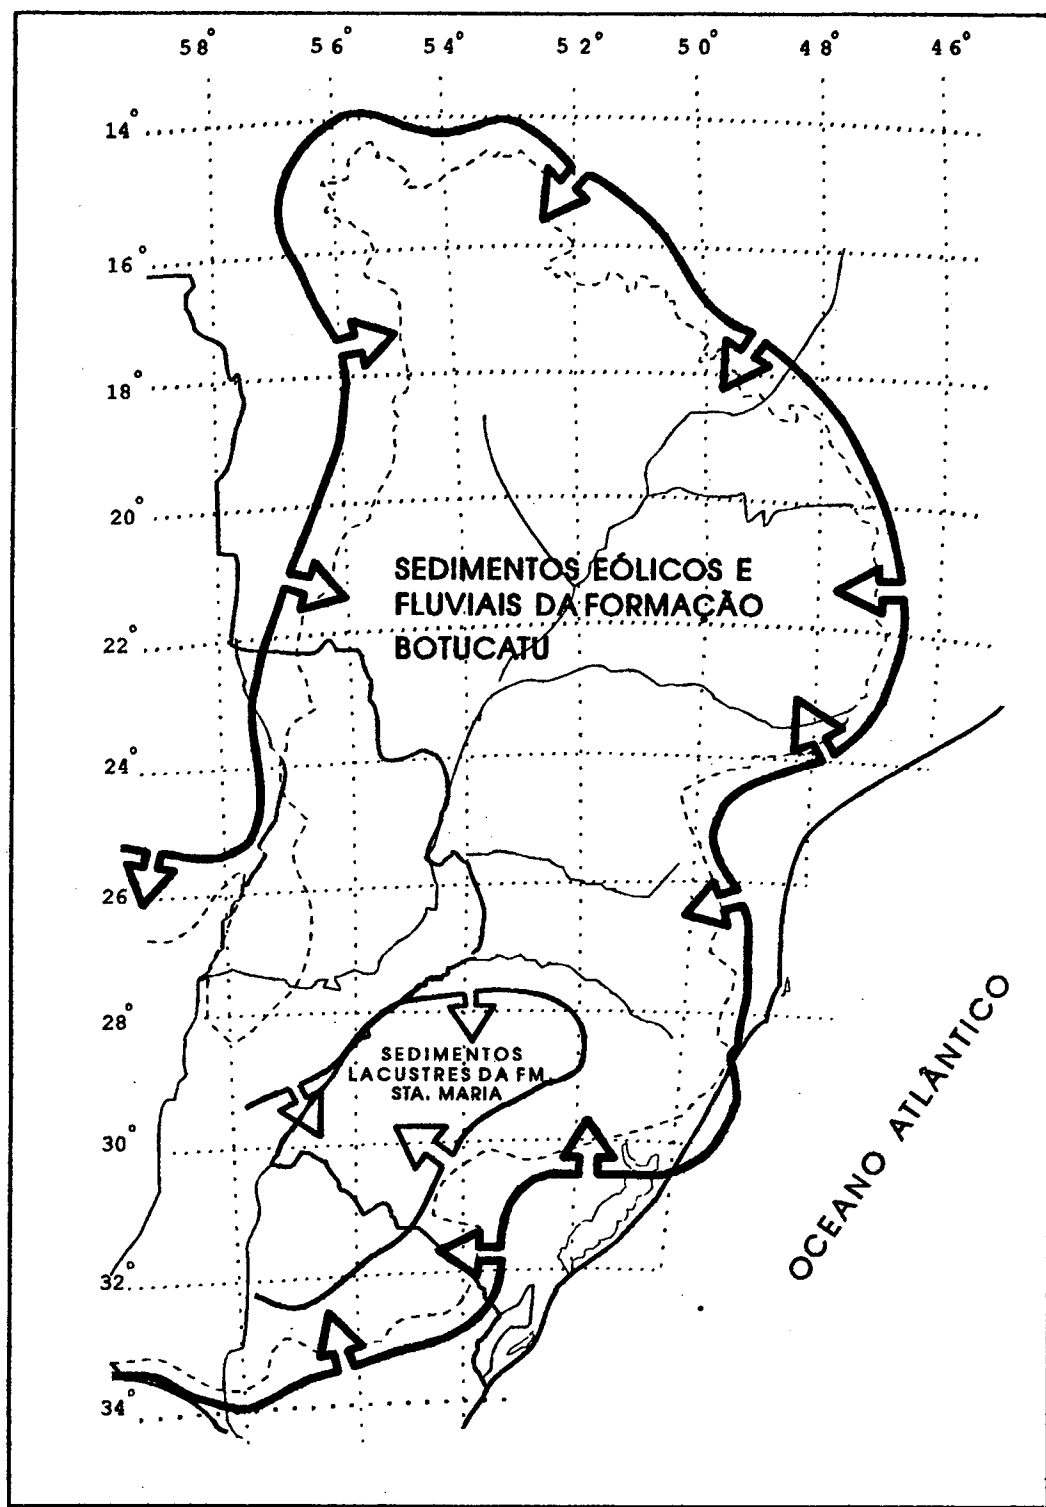 58° 56° 54° 52° 50° 48° 46°
14°
16°
18°
20°
SEDIMENTOS EÓLICOS E
FLUVIAIS DA FORMAÇÃO
BOTUCATU
22°
24°
26°
28°
SEDIMENTOS
LACUSTRES DA FM.
STA. MARIA
30°
32°
34°
OCEANO ATLÂNTICO